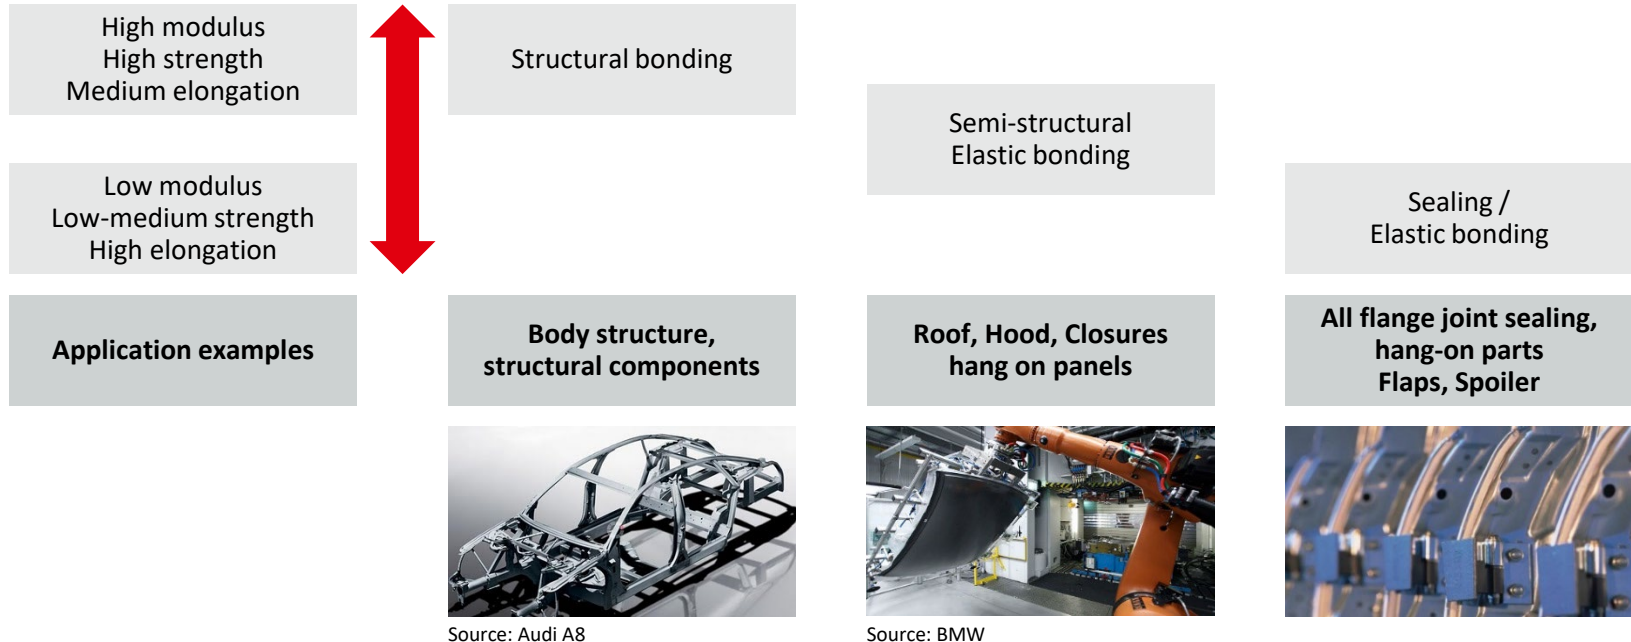 High modulus
High strength
Medium elongation
Structural bonding
Semi-structural
Elastic bonding
Low modulus
Low-medium strength
High elongation
Sealing /
Elastic bonding
Application examples
Body structure,
structural components
Roof, Hood, Closures
hang on panels
All flange joint sealing,
hang-on parts
Flaps, Spoiler
Source: Audi A8
Source: BMW